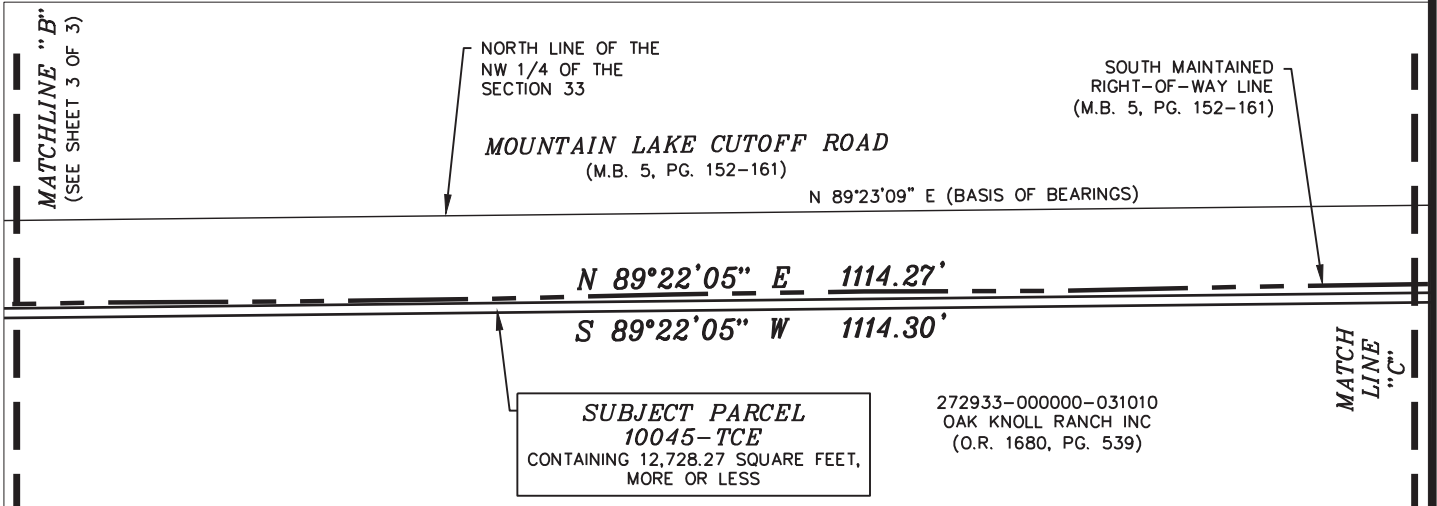 MATCHLINE "B"
(SEE SHEET 3 OF 3)
NORTH LINE OF THE
NW 1/4 OF THE
SECTION 33
SOUTH MAINTAINED
RIGHT-OF-WAY LINE
(M.B. 5, PG. 152-161)
MOUNTAIN LAKE CUTOFF ROAD
(M.B. 5, PG. 152-161)
N 89°23'09" E (BASIS OF BEARINGS)
N 89°22'05" E 1114.27'
S 89°22'05" W 1114.30'
SUBJECT PARCEL
10045-TCE
CONTAINING 12,728.27 SQUARE FEET,
MORE OR LESS
272933-000000-031010
OAK KNOLL RANCH INC
(O.R. 1680, PG. 539)
MATCH
LINE
"C"